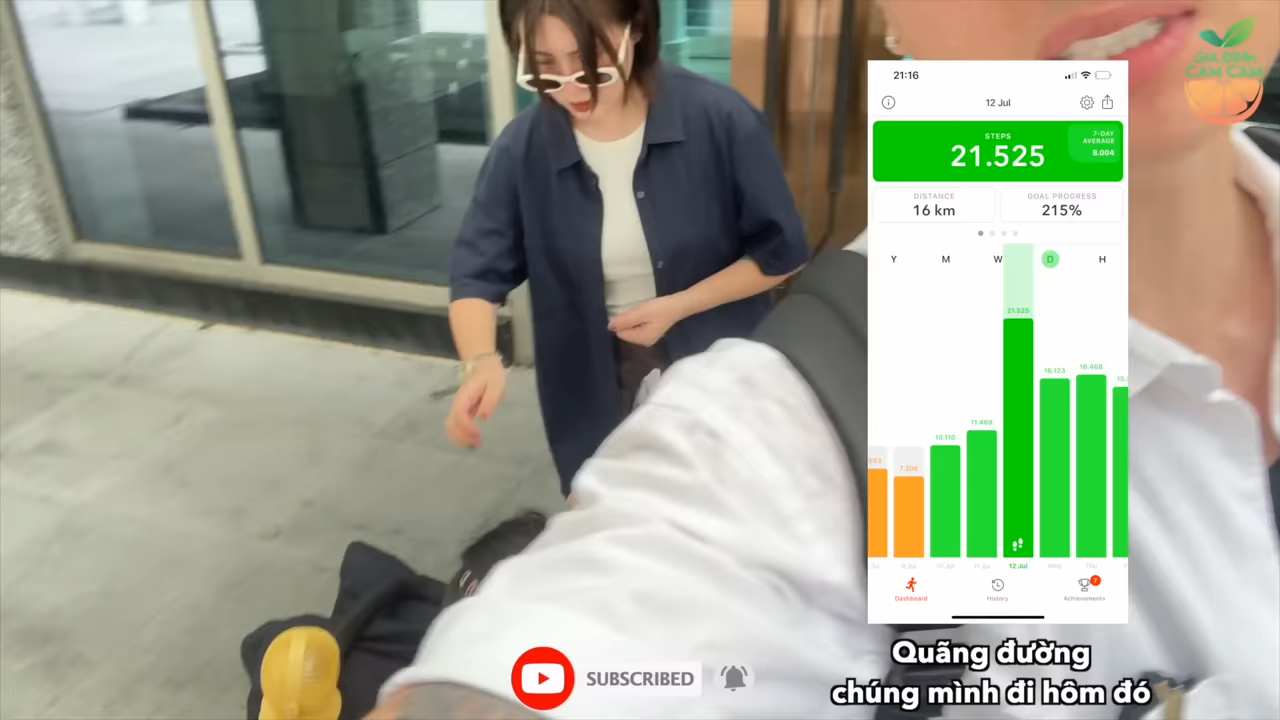 GIA ĐÌNH
CAM CAM
21:16
12 Jul
STEPS
21.525
7-DAY
AVERAGE
8.004
DISTANCE
16 km
GOAL PROGRESS
215%
Y M W D H
21.525
16.123
16.468
11.469
10.110
7.306
12 Jul
Wed
Thu
Dashboard
History
Achievements
7
SUBSCRIBED
Quãng đường
chúng mình đi hôm đó